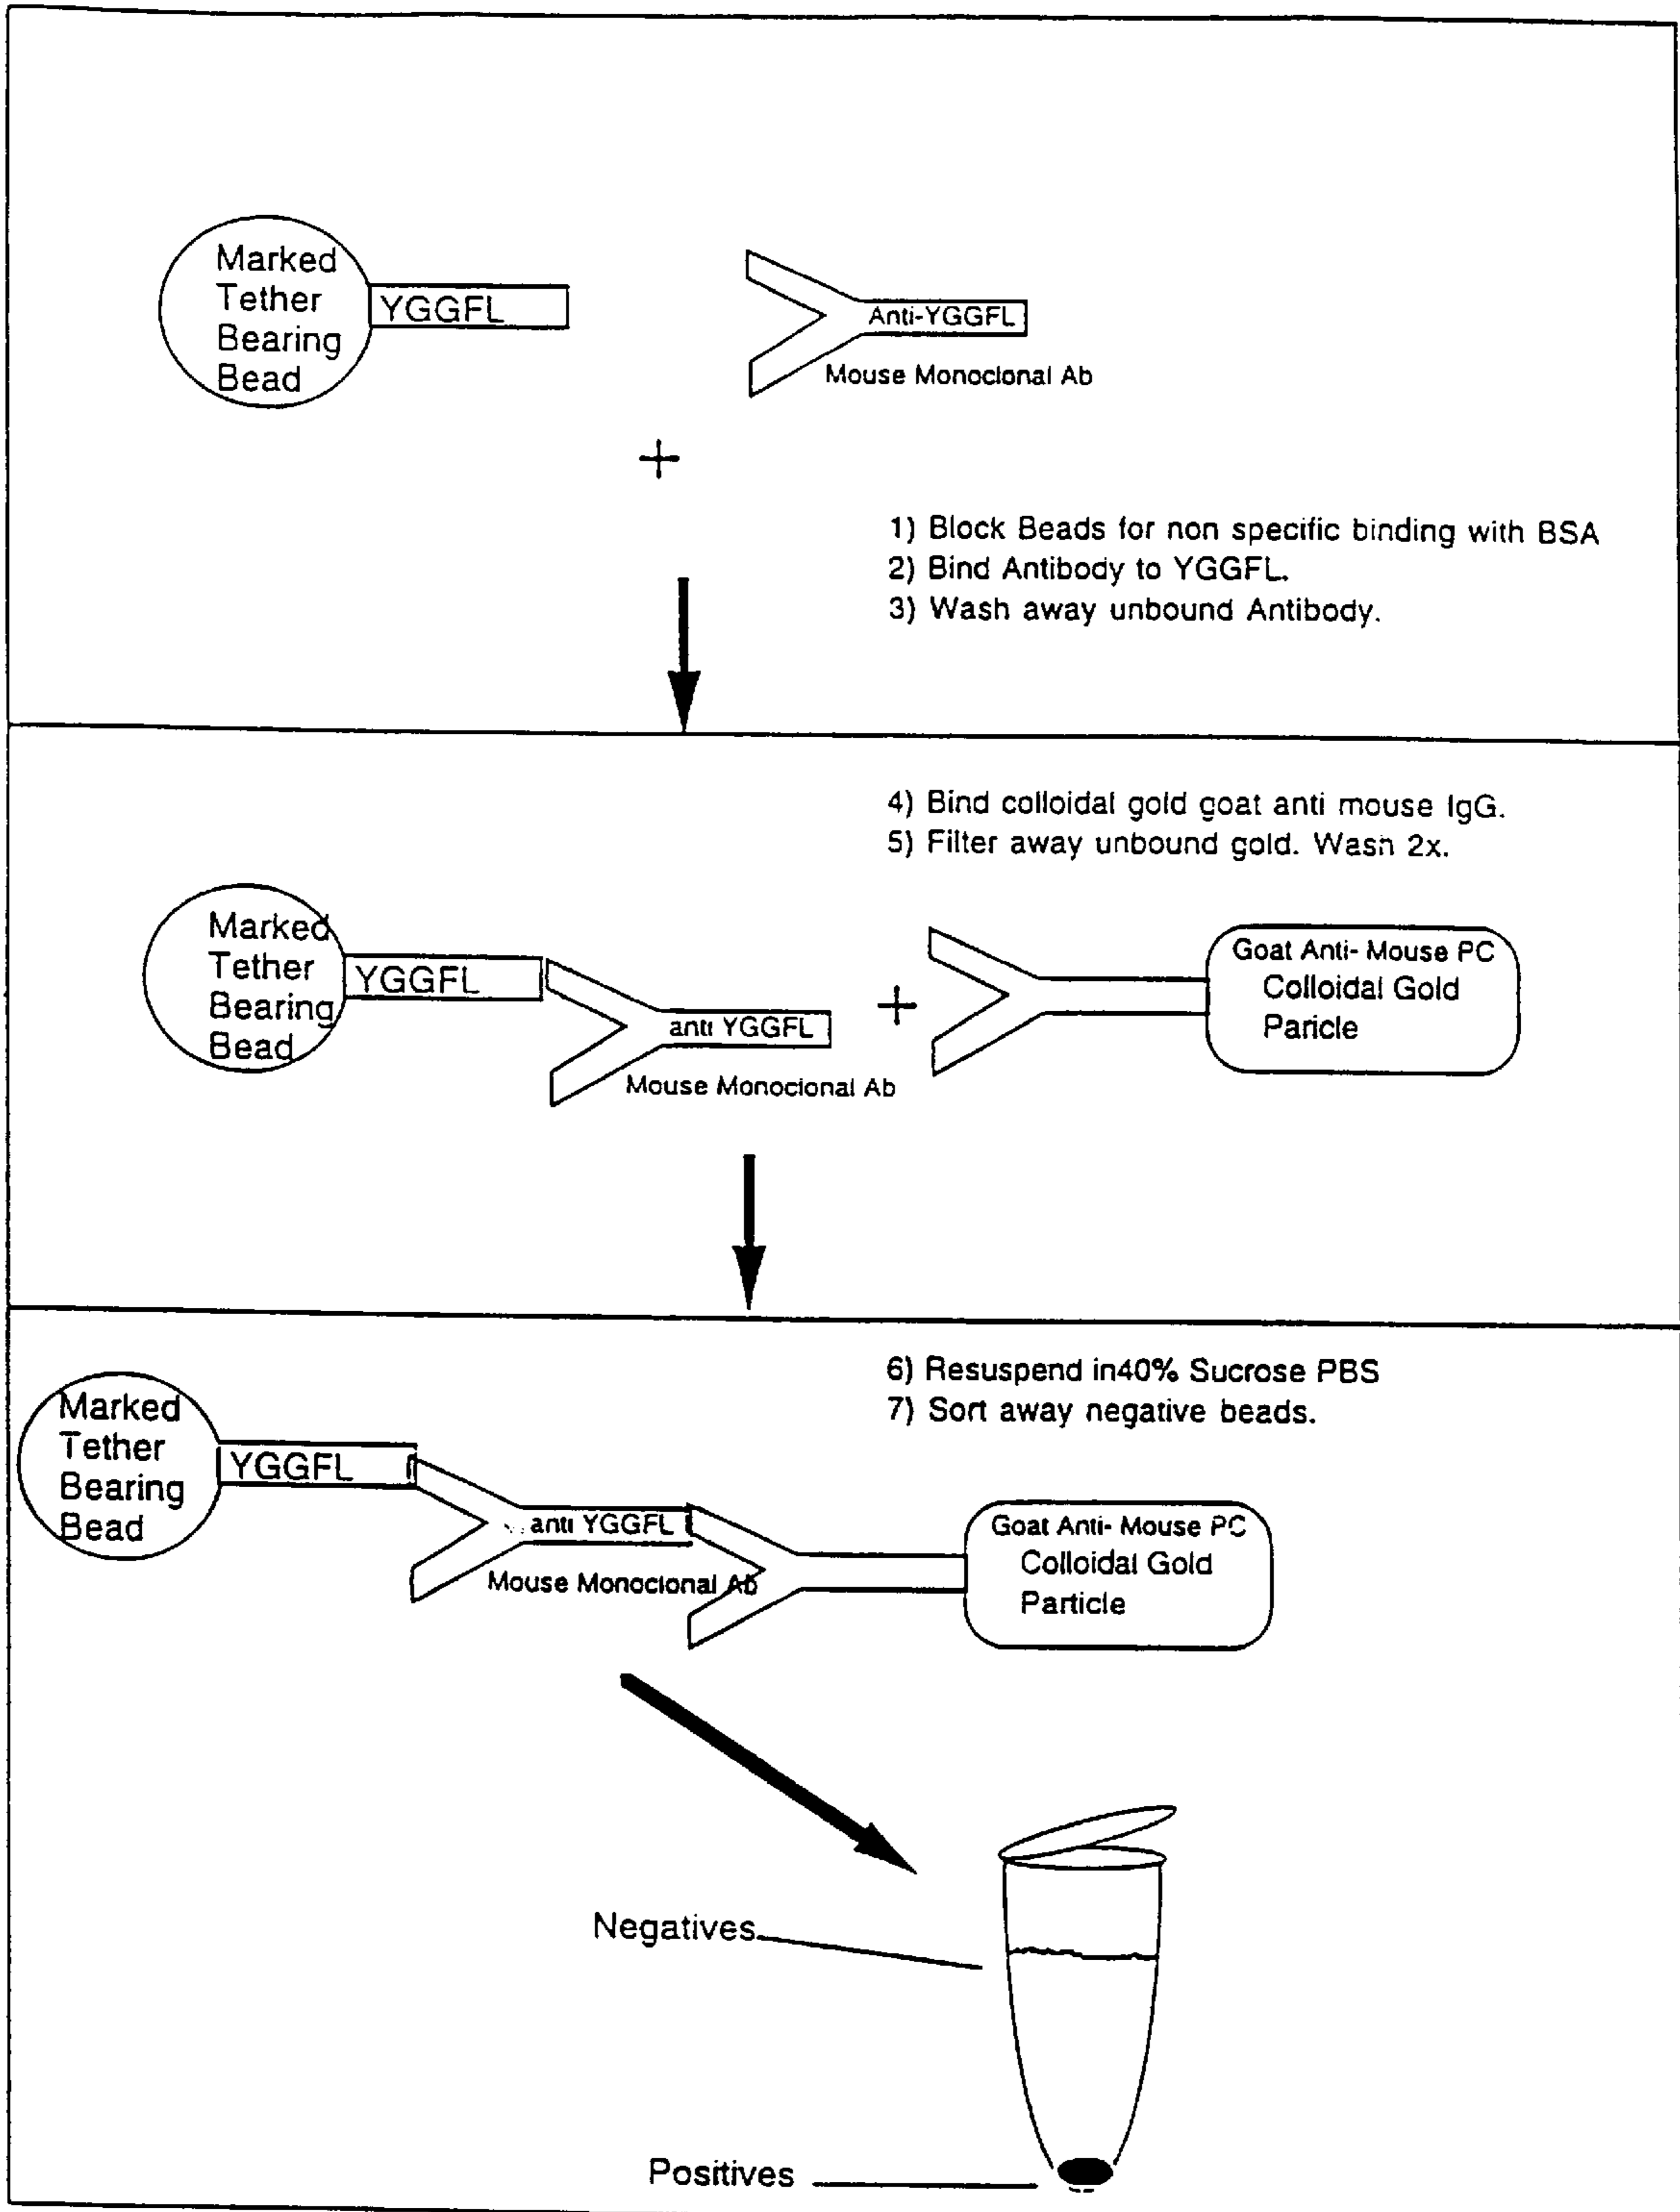 Marked
Tether
Bearing
Bead
YGGFL
Anti-YGGFL
Mouse Monoclonal Ab
+
1) Block Beads for non specific binding with BSA
2) Bind Antibody to YGGFL.
3) Wash away unbound Antibody.
4) Bind colloidal gold goat anti mouse IgG.
5) Filter away unbound gold. Wash 2x.
Marked
Tether
Bearing
Bead
YGGFL
anti YGGFL
Mouse Monoclonal Ab
+
Goat Anti- Mouse PC
Colloidal Gold
Paricle
6) Resuspend in40% Sucrose PBS
7) Sort away negative beads.
Marked
Tether
Bearing
Bead
YGGFL
anti YGGFL
Mouse Monoclonal Ab
Goat Anti- Mouse PC
Colloidal Gold
Particle
Negatives
Positives